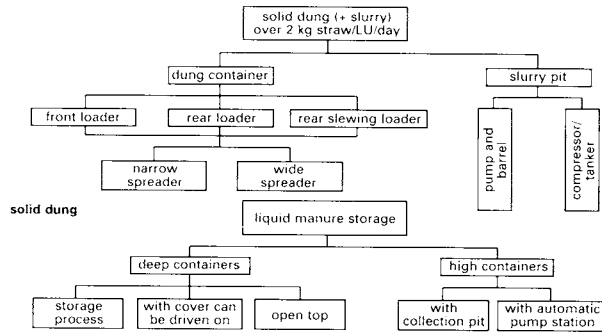 solid dung (+ slurry)
over 2 kg straw/LU/day
dung container
slurry pit
front loader
rear loader
rear slewing loader
pump and
barrel
compressor/
tanker
narrow
spreader
wide
spreader
solid dung
liquid manure storage
deep containers
high containers
storage
process
with cover can
be driven on
open top
with
collection pit
with automatic
pump station